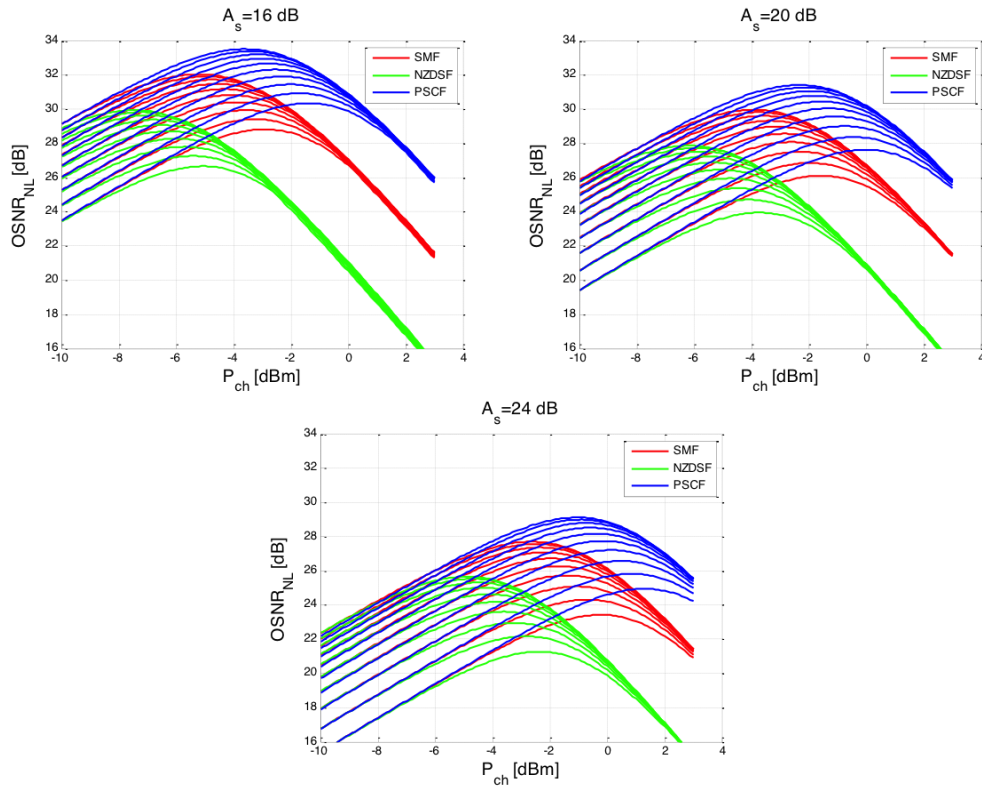 A_s=16 dB
34
32
30
28
26
24
22
20
18
16
OSNR_NL [dB]
SMF
NZDSF
PSCF
-10 -8 -6 -4 -2 0 2 4
P_ch [dBm]
A_s=20 dB
34
32
30
28
26
24
22
20
18
16
OSNR_NL [dB]
SMF
NZDSF
PSCF
-10 -8 -6 -4 -2 0 2 4
P_ch [dBm]
A_s=24 dB
34
32
30
28
26
24
22
20
18
16
OSNR_NL [dB]
SMF
NZDSF
PSCF
-10 -8 -6 -4 -2 0 2 4
P_ch [dBm]